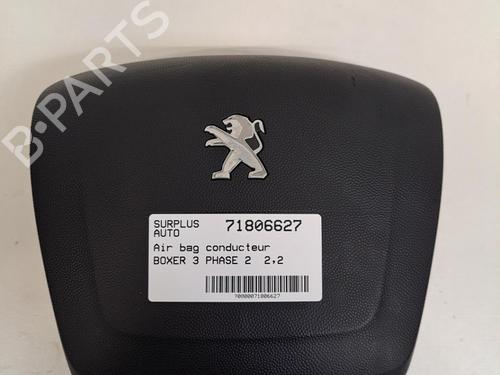 B-PARTS
SURPLUS AUTO 71806627
Air bag conducteur
BOXER 3 PHASE 2 2.2
70000071806627